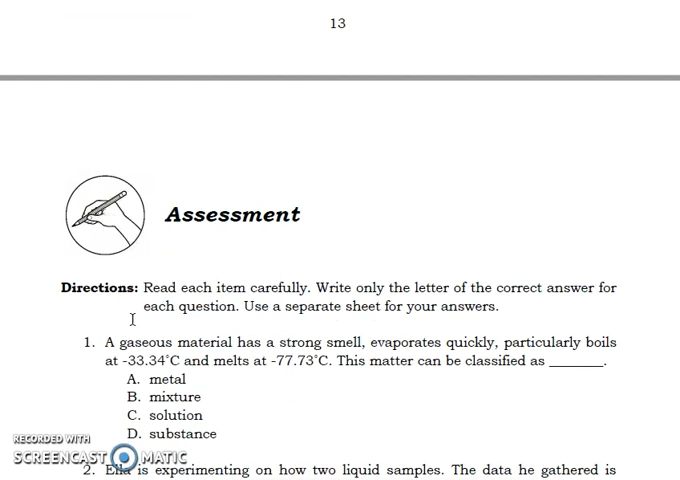 13
Assessment
Directions: Read each item carefully. Write only the letter of the correct answer for
each question. Use a separate sheet for your answers.
1. A gaseous material has a strong smell, evaporates quickly, particularly boils
at -33.34°C and melts at -77.73°C. This matter can be classified as _______.
A. metal
B. mixture
C. solution
D. substance
RECORDED WITH
SCREENCAST MATIC
2. Ella is experimenting on how two liquid samples. The data he gathered is